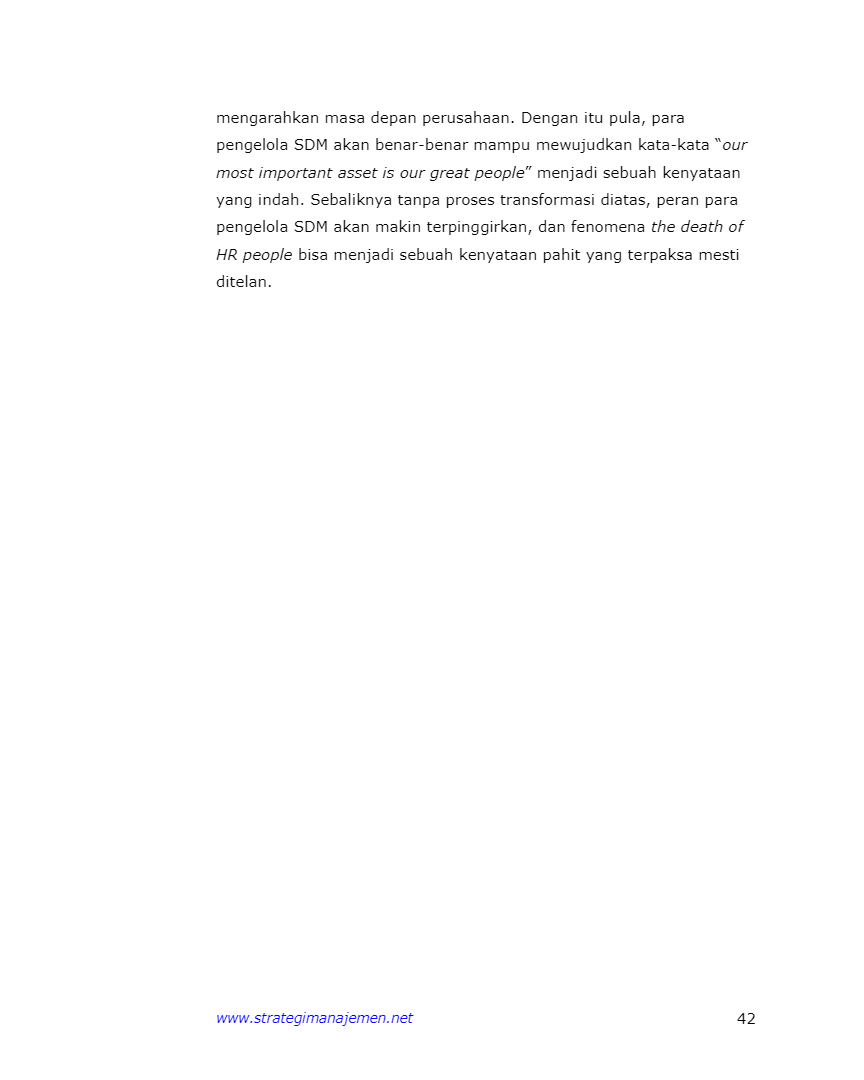 mengarahkan masa depan perusahaan. Dengan itu pula, para
pengelola SDM akan benar-benar mampu mewujudkan kata-kata “our
most important asset is our great people” menjadi sebuah kenyataan
yang indah. Sebaliknya tanpa proses transformasi diatas, peran para
pengelola SDM akan makin terpinggirkan, dan fenomena the death of
HR people bisa menjadi sebuah kenyataan pahit yang terpaksa mesti
ditelan.
www.strategimanajemen.net 42